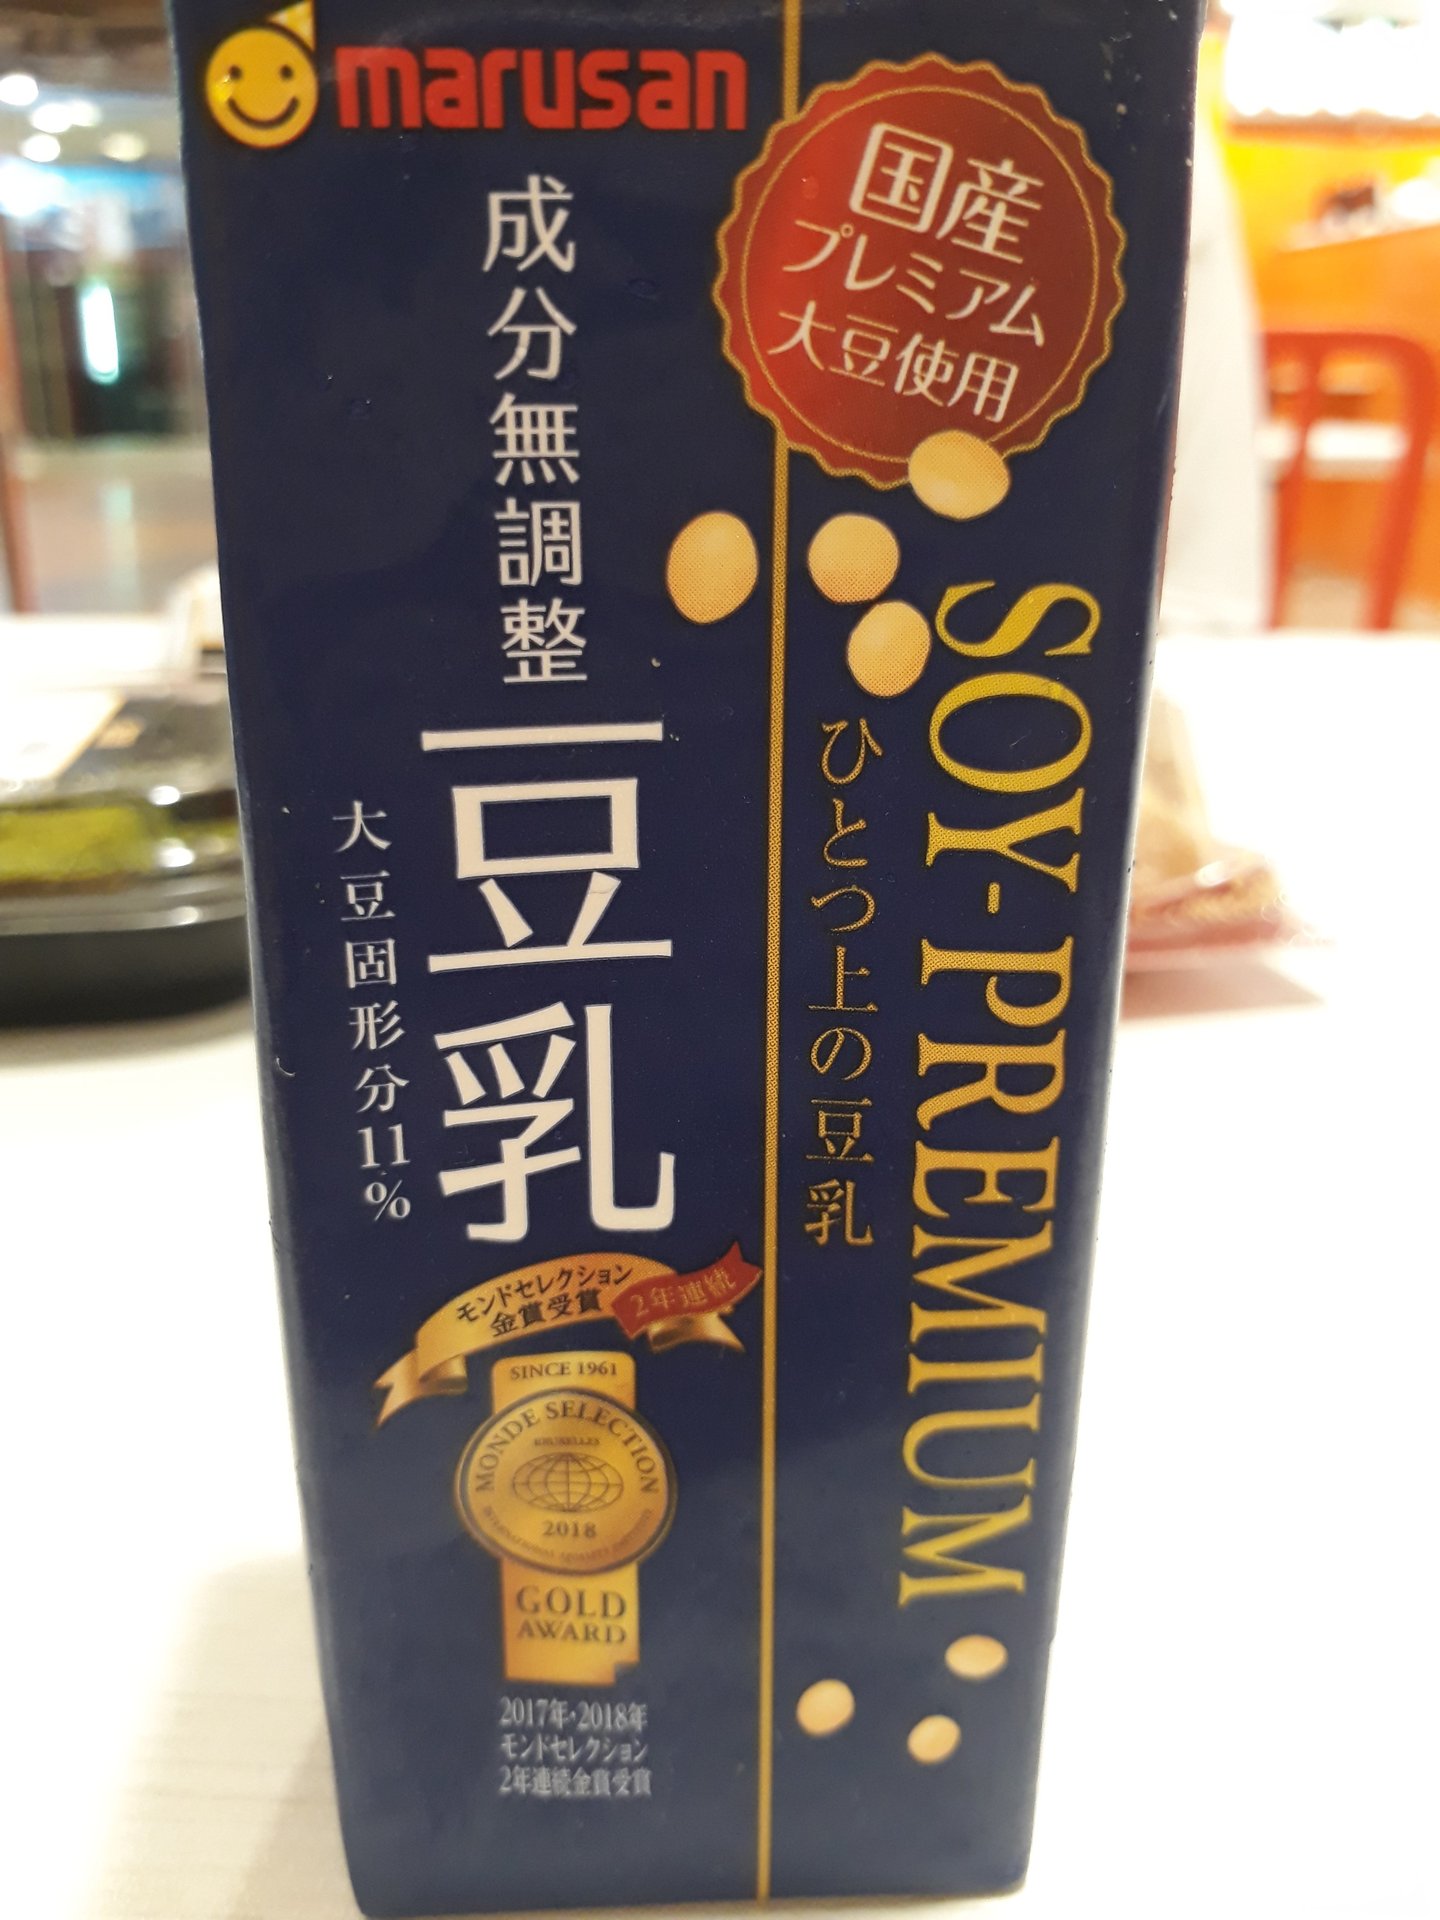 marusan
国産
プレミアム
大豆使用
SOY-PREMIUM
ひとつ上の豆乳
成分無調整
豆乳
大豆固形分11%
モンドセレクション
金賞受賞
2年連続
SINCE 1961
MONDE SELECTION
BRUXELLES
2018
INTERNATIONAL QUALITY
GOLD
AWARD
2017年・2018年
モンドセレクション
2年連続金賞受賞